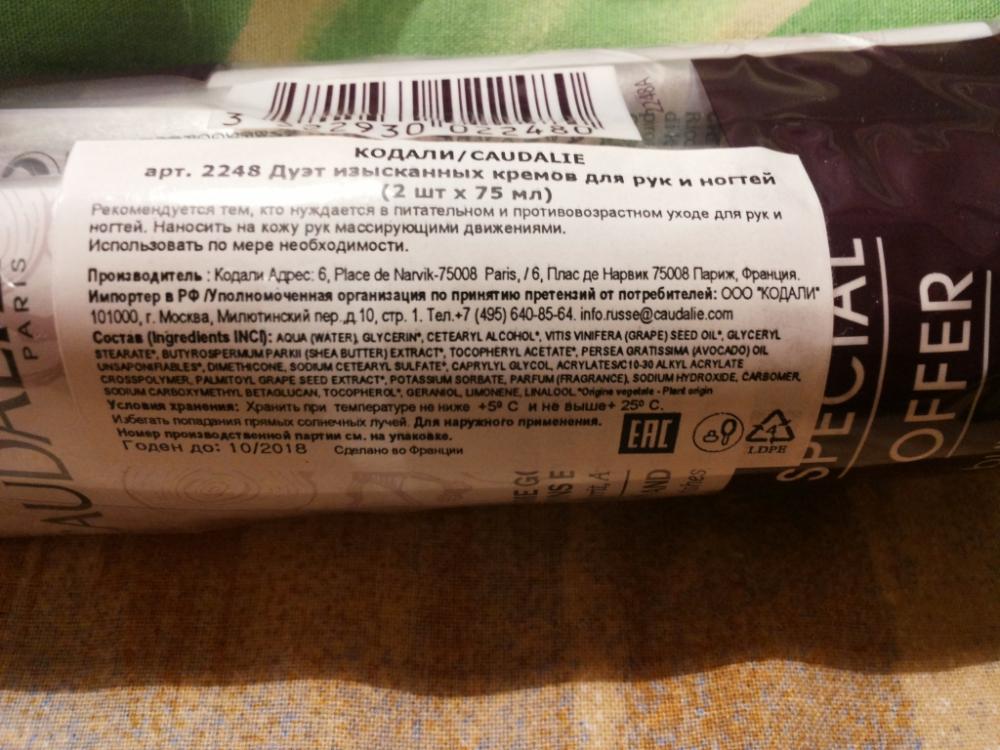 3 522930 022480
КОДАЛИ/CAUDALIE
арт. 2248 Дуэт изысканных кремов для рук и ногтей
(2 шт х 75 мл)
Рекомендуется тем, кто нуждается в питательном и противовозрастном уходе для рук и
ногтей. Наносить на кожу рук массирующими движениями.
Использовать по мере необходимости.
Производитель : Кодали Адрес: 6, Place de Narvik-75008 Paris, / 6, Плас де Нарвик 75008 Париж, Франция.
Импортер в РФ /Уполномоченная организация по принятию претензий от потребителей: ООО "КОДАЛИ"
101000, г. Москва, Милютинский пер.,д.10, стр. 1. Тел.+7 (495) 640-85-64. info.russe@caudalie.com
Состав (Ingredients INCI): AQUA (WATER), GLYCERIN*, CETEARYL ALCOHOL*, VITIS VINIFERA (GRAPE) SEED OIL*, GLYCERYL
STEARATE*, BUTYROSPERMUM PARKII (SHEA BUTTER) EXTRACT*, TOCOPHERYL ACETATE*, PERSEA GRATISSIMA (AVOCADO) OIL
UNSAPONIFIABLES*, DIMETHICONE, SODIUM CETEARYL SULFATE*, CAPRYLYL GLYCOL, ACRYLATES/C10-30 ALKYL ACRYLATE
CROSSPOLYMER, PALMITOYL GRAPE SEED EXTRACT*, POTASSIUM SORBATE, PARFUM (FRAGRANCE), SODIUM HYDROXIDE, CARBOMER,
SODIUM CARBOXYMETHYL BETAGLUCAN, TOCOPHEROL*, GERANIOL, LIMONENE, LINALOOL.*Origine vegetale - Plant origin
Условия хранения: Хранить при температуре не ниже +5º С и не выше+ 25º С.
Избегать попадания прямых солнечных лучей. Для наружного применения.
Номер производственной партии см. на упаковке.
Годен до: 10/2018 Сделано во Франции
EAC
4
LDPE
SPECIAL
OFFER
PARIS